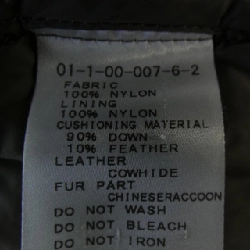 01-1-00-007-6-2
FABRIC
100% NYLON
LINING
100% NYLON
CUSHIONING MATERIAL
90% DOWN
10% FEATHER
LEATHER
COWHIDE
FUR PART
CHINESERACCOON
DO NOT WASH
DO NOT BLEACH
DO NOT IRON